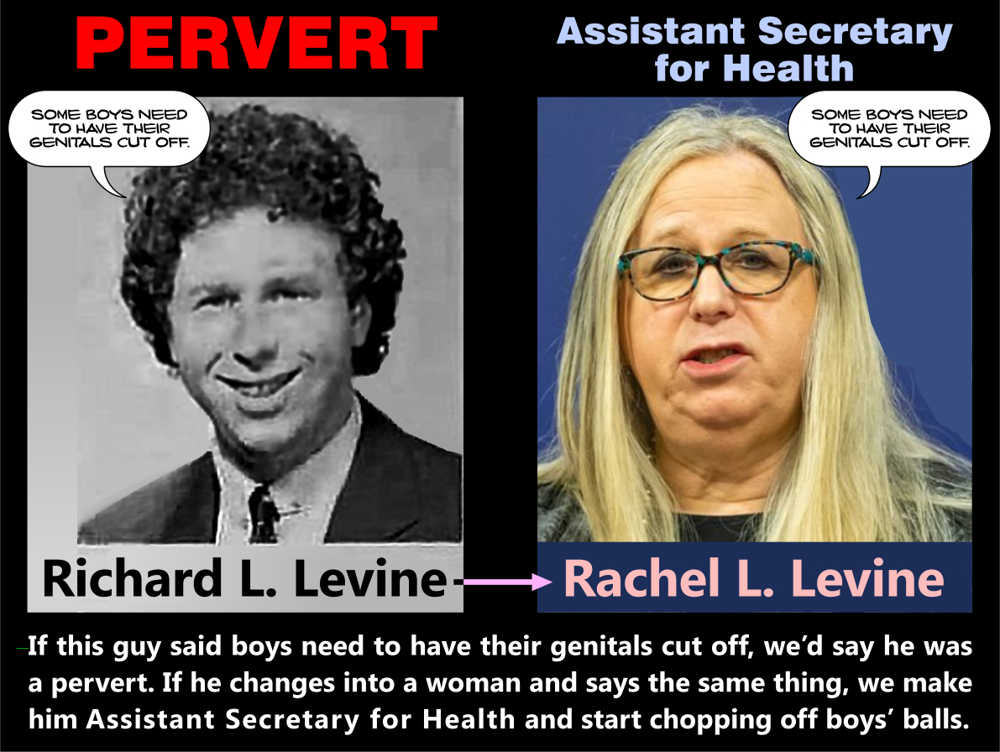 PERVERT
Assistant Secretary
for Health
SOME BOYS NEED
TO HAVE THEIR
GENITALS CUT OFF.
SOME BOYS NEED
TO HAVE THEIR
GENITALS CUT OFF.
Richard L. Levine
Rachel L. Levine
If this guy said boys need to have their genitals cut off, we’d say he was
a pervert. If he changes into a woman and says the same thing, we make
him Assistant Secretary for Health and start chopping off boys’ balls.